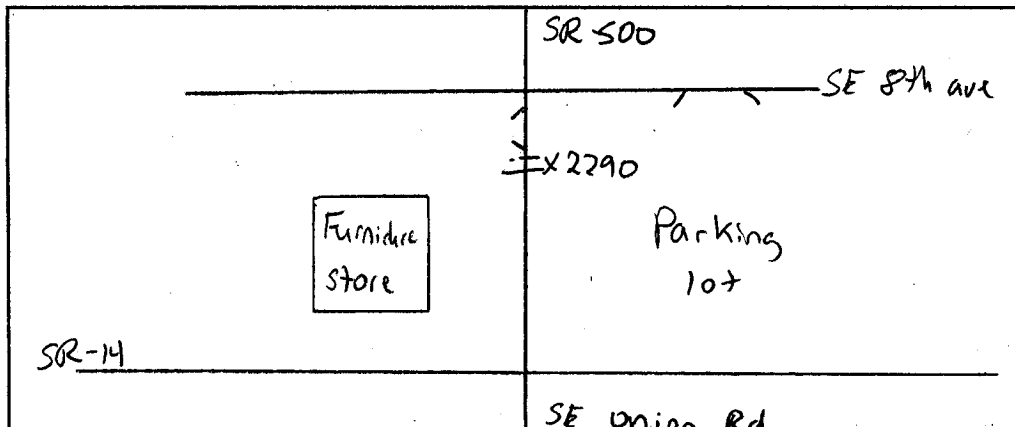 SR-500
SE 8th ave
X2290
Furniture
store
Parking
lot
SR-14
SE Union Rd